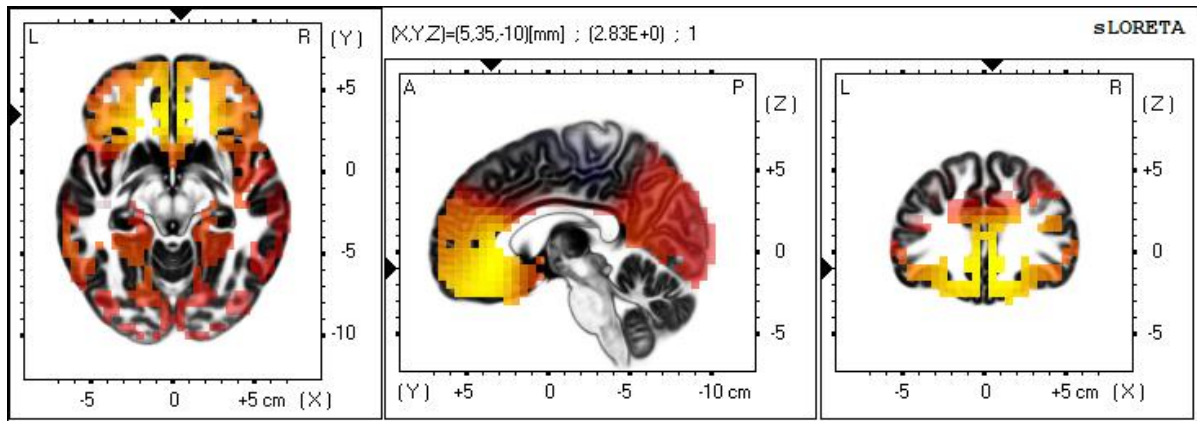 (X,Y,Z)=(5,35,-10)[mm] ; (2.83E+0) ; 1
sLORETA
L R (Y)
+5
0
-5
-10
-5 0 +5 cm (X)
A P (Z)
+5
0
-5
(Y) +5 0 -5 -10 cm
L R (Z)
+5
0
-5
-5 0 +5 cm (X)